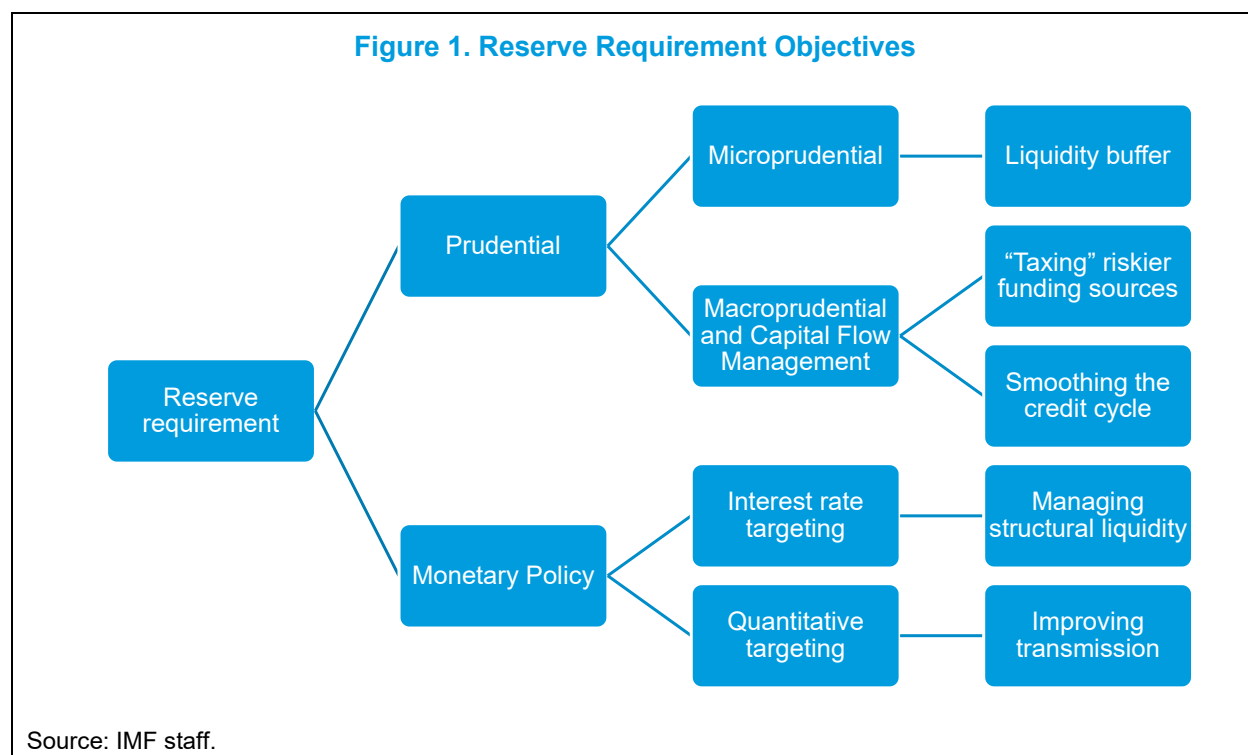 Figure 1. Reserve Requirement Objectives
Reserve
requirement
Prudential
Microprudential
Liquidity buffer
Macroprudential
and Capital Flow
Management
“Taxing” riskier
funding sources
Smoothing the
credit cycle
Monetary Policy
Interest rate
targeting
Managing
structural liquidity
Quantitative
targeting
Improving
transmission
Source: IMF staff.